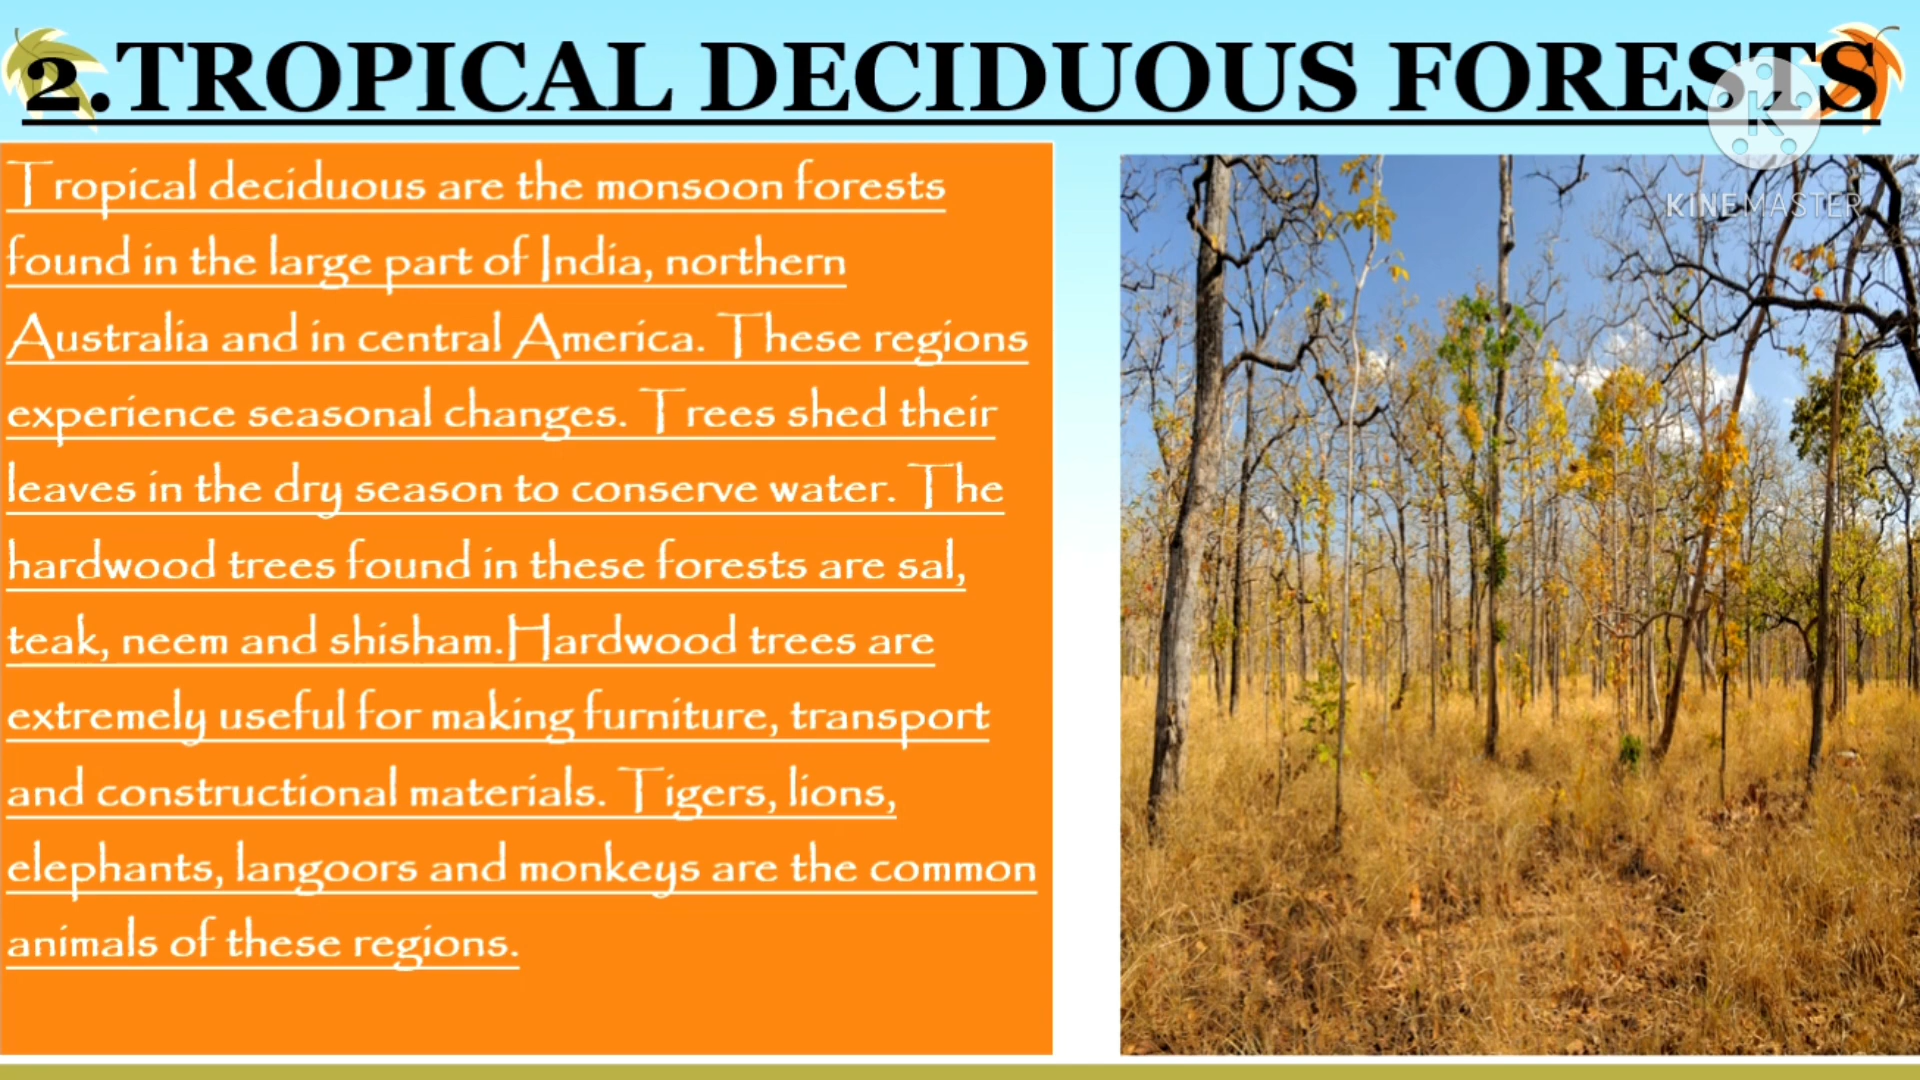 2.TROPICAL DECIDUOUS FORESTS
Tropical deciduous are the monsoon forests
found in the large part of India, northern
Australia and in central America. These regions
experience seasonal changes. Trees shed their
leaves in the dry season to conserve water. The
hardwood trees found in these forests are sal,
teak, neem and shisham.Hardwood trees are
extremely useful for making furniture, transport
and constructional materials. Tigers, lions,
elephants, langoors and monkeys are the common
animals of these regions.
K
KINEMASTER